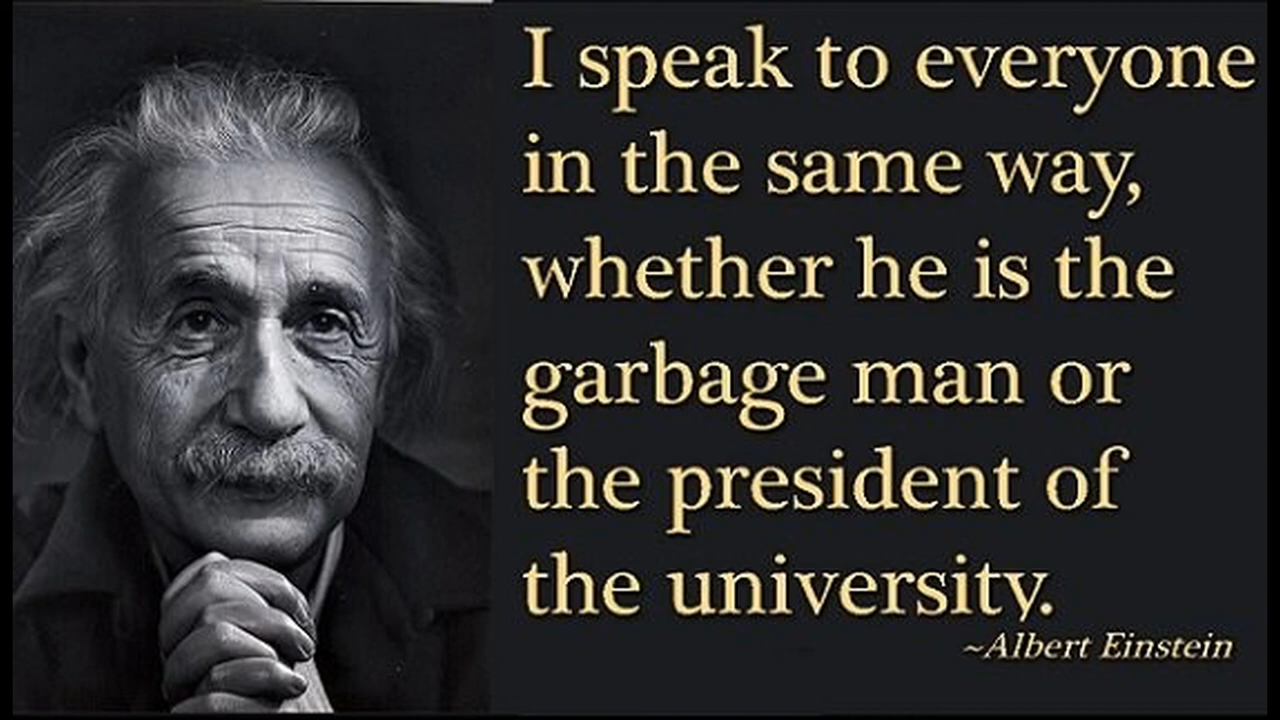 I speak to everyone
in the same way,
whether he is the
garbage man or
the president of
the university.
~Albert Einstein